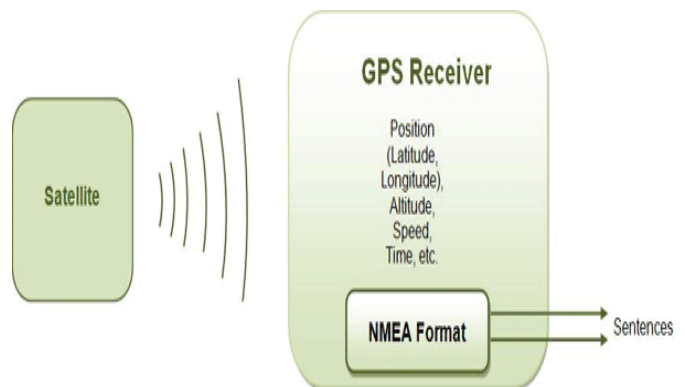 Satellite
GPS Receiver
Position
(Latitude,
Longitude),
Altitude,
Speed,
Time, etc.
NMEA Format
Sentences